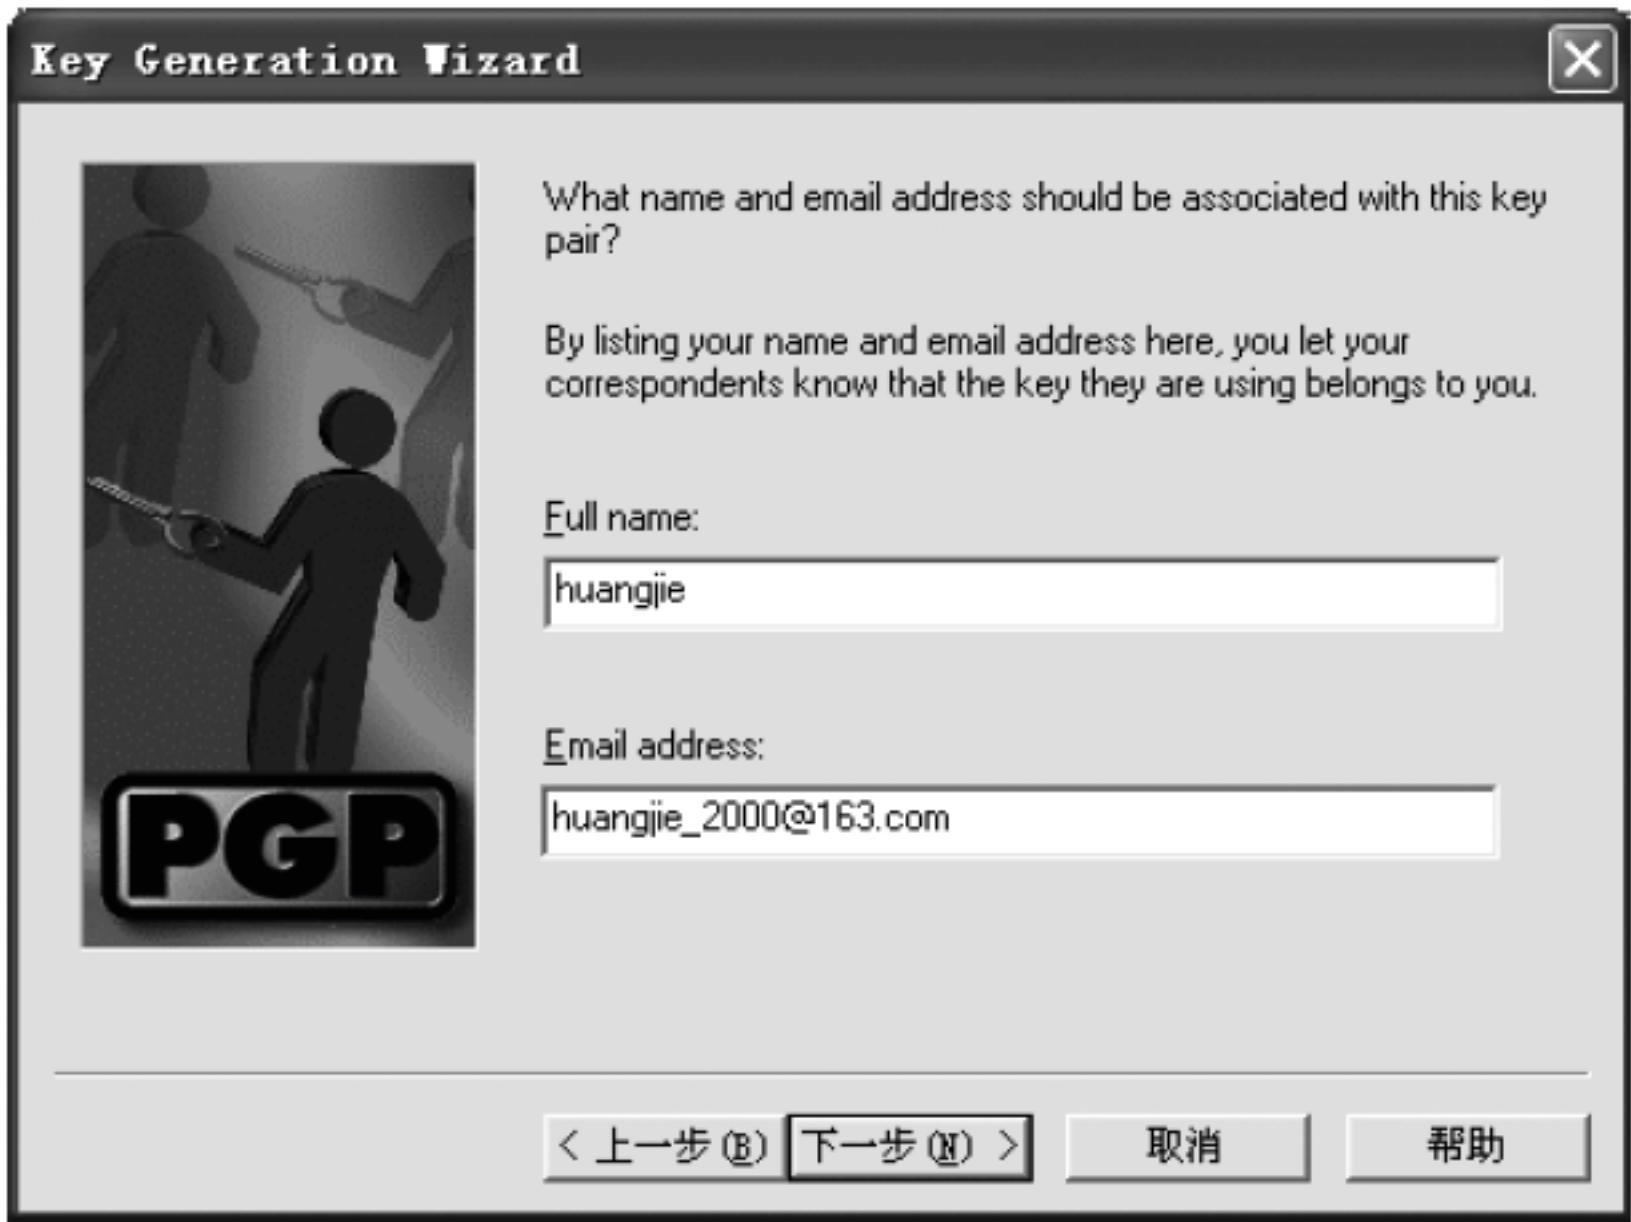 Key Generation Wizard
What name and email address should be associated with this key
pair?
By listing your name and email address here, you let your
correspondents know that the key they are using belongs to you.
Full name:
huangjie
Email address:
huangjie_2000@163.com
PGP
< 上一步(B) 下一步(N) > 取消 帮助